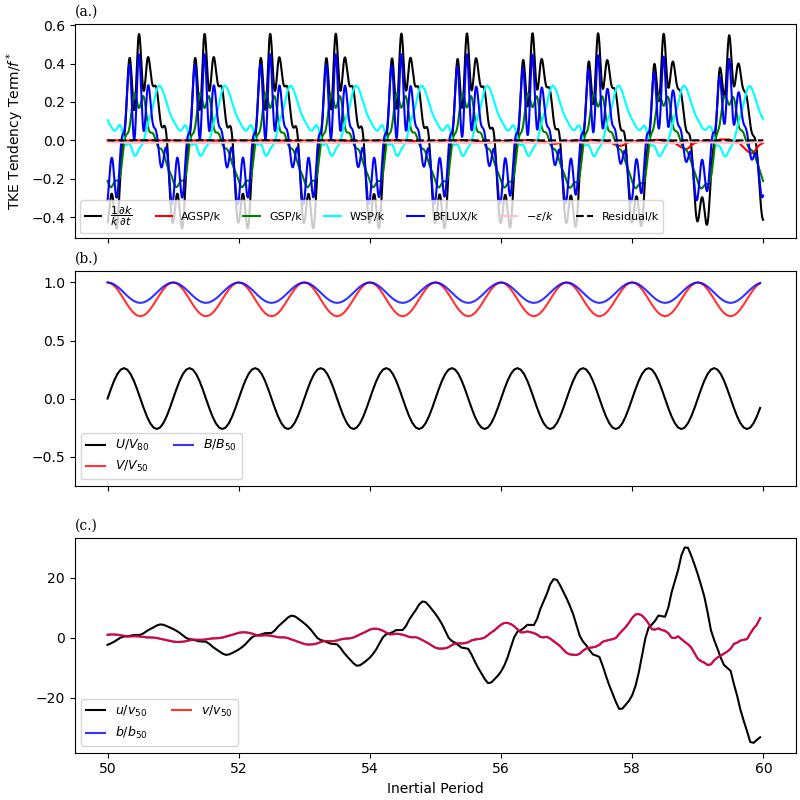 (a.)
TKE Tendency Term/f*
0.6
0.4
0.2
0.0
−0.2
−0.4
1/k ∂k/∂t AGSP/k GSP/k WSP/k BFLUX/k −ε/k Residual/k
(b.)
1.0
0.5
0.0
−0.5
U/V80 B/B50
V/V50
(c.)
20
0
−20
u/v50 v/v50
b/b50
50 52 54 56 58 60
Inertial Period